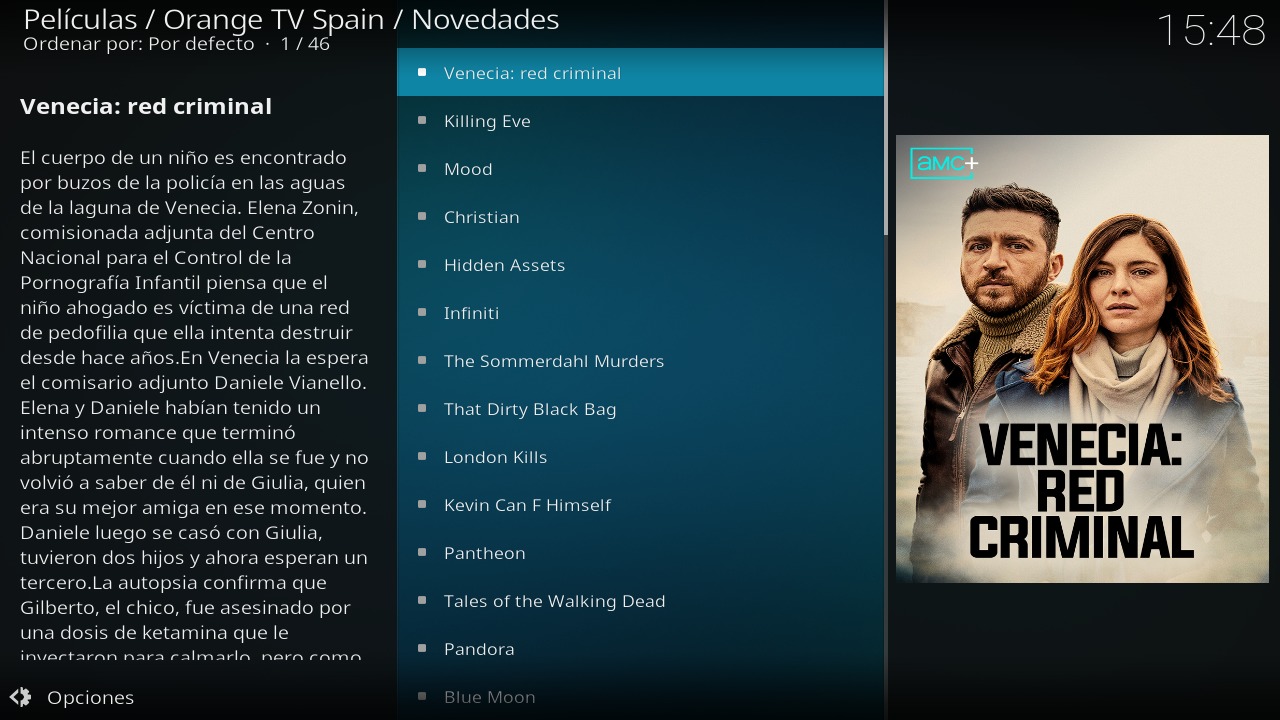 Películas / Orange TV Spain / Novedades
Ordenar por: Por defecto · 1 / 46
15:48
Venecia: red criminal
El cuerpo de un niño es encontrado
por buzos de la policía en las aguas
de la laguna de Venecia. Elena Zonin,
comisionada adjunta del Centro
Nacional para el Control de la
Pornografía Infantil piensa que el
niño ahogado es víctima de una red
de pedofilia que ella intenta destruir
desde hace años.En Venecia la espera
el comisario adjunto Daniele Vianello.
Elena y Daniele habían tenido un
intenso romance que terminó
abruptamente cuando ella se fue y no
volvió a saber de él ni de Giulia, quien
era su mejor amiga en ese momento.
Daniele luego se casó con Giulia,
tuvieron dos hijos y ahora esperan un
tercero.La autopsia confirma que
Gilberto, el chico, fue asesinado por
una dosis de ketamina que le
inyectaron para calmarlo, pero como
Opciones
Venecia: red criminal
Killing Eve
Mood
Christian
Hidden Assets
Infiniti
The Sommerdahl Murders
That Dirty Black Bag
London Kills
Kevin Can F Himself
Pantheon
Tales of the Walking Dead
Pandora
Blue Moon
aMC+
VENECIA:
RED
CRIMINAL